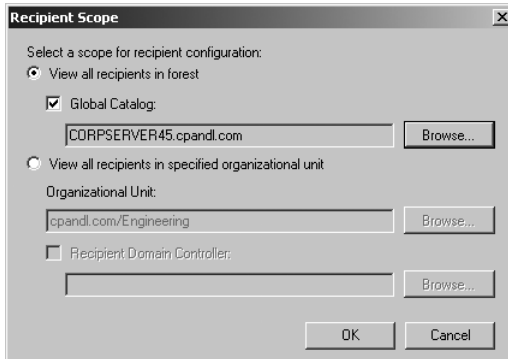 Recipient Scope
Select a scope for recipient configuration:
View all recipients in forest
Global Catalog:
CORPSERVER45.cpandl.com Browse...
View all recipients in specified organizational unit
Organizational Unit:
cpandl.com/Engineering Browse...
Recipient Domain Controller:
Browse...
OK Cancel